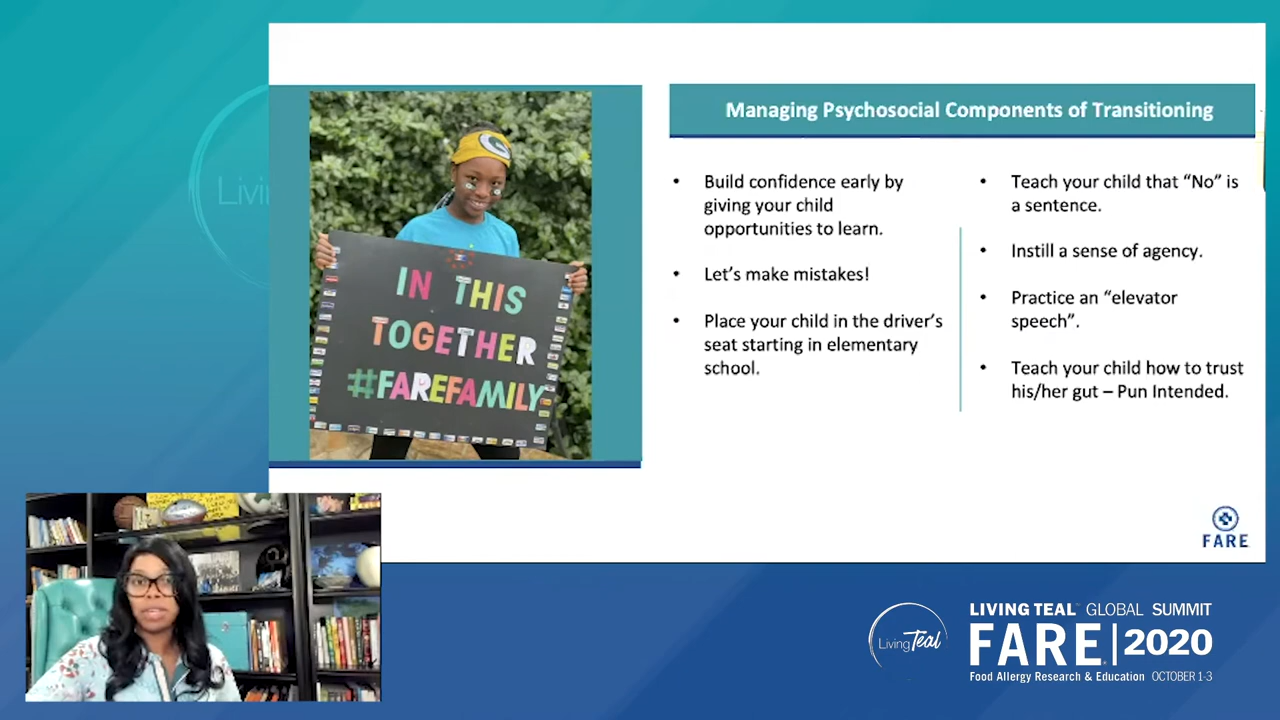 Managing Psychosocial Components of Transitioning
IN THIS
TOGETHER
#FAREFAMILY
• Build confidence early by
giving your child
opportunities to learn.
• Let's make mistakes!
• Place your child in the driver's
seat starting in elementary
school.
• Teach your child that “No” is
a sentence.
• Instill a sense of agency.
• Practice an “elevator
speech”.
• Teach your child how to trust
his/her gut – Pun Intended.
FARE
Livi
Living Teal
LIVING TEAL™ GLOBAL SUMMIT
FARE® | 2020
Food Allergy Research & Education OCTOBER 1-3